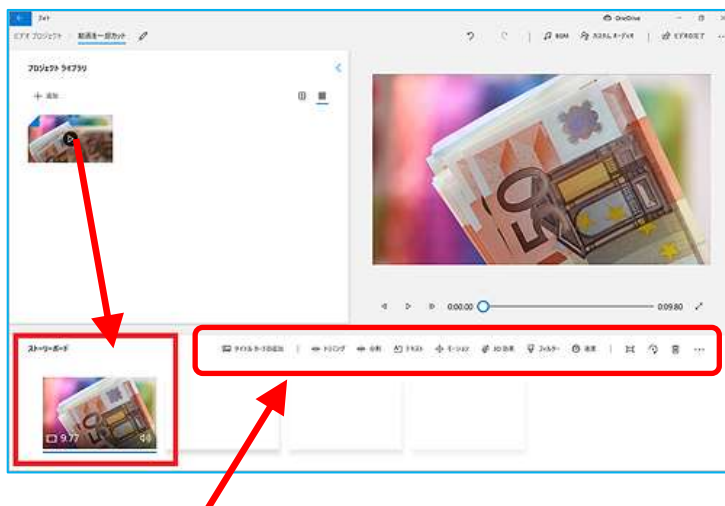 フォト
OneDrive
ビデオ プロジェクト 動画を一部カット
BGM カスタム オーディオ ビデオの完了
プロジェクト ライブラリ
追加
50
0:00.00 0:09.80
ストーリーボード
タイトル カードの追加 トリミング 分割 テキスト モーション 3D 効果 フィルター 速度
9.77